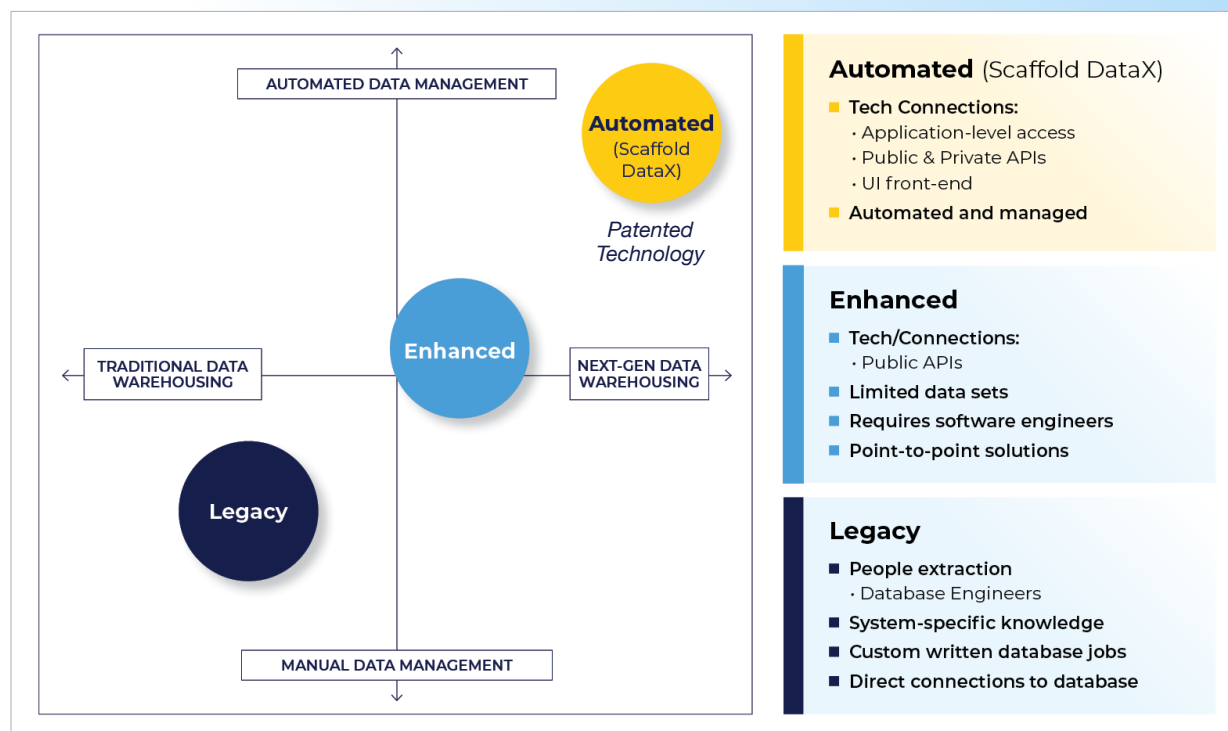 AUTOMATED DATA MANAGEMENT
Automated
(Scaffold
DataX)
Patented
Technology
Enhanced
TRADITIONAL DATA
WAREHOUSING
NEXT-GEN DATA
WAREHOUSING
Legacy
MANUAL DATA MANAGEMENT
Automated (Scaffold DataX)
Tech Connections:
· Application-level access
· Public & Private APIs
· UI front-end
Automated and managed
Enhanced
Tech/Connections:
· Public APIs
Limited data sets
Requires software engineers
Point-to-point solutions
Legacy
People extraction
· Database Engineers
System-specific knowledge
Custom written database jobs
Direct connections to database